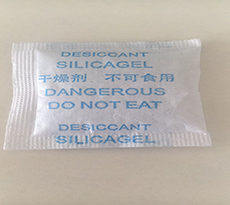 DESICCANT
SILICAGEL
干燥剂 不可食用
DANGEROUS
DO NOT EAT
DESICCANT
SILICAGEL